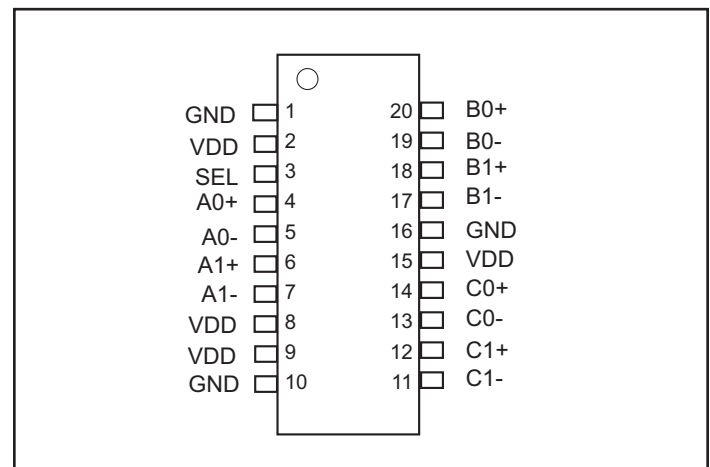 GND 1 20 B0+
VDD 2 19 B0-
SEL 3 18 B1+
A0+ 4 17 B1-
A0- 5 16 GND
A1+ 6 15 VDD
A1- 7 14 C0+
VDD 8 13 C0-
VDD 9 12 C1+
GND 10 11 C1-